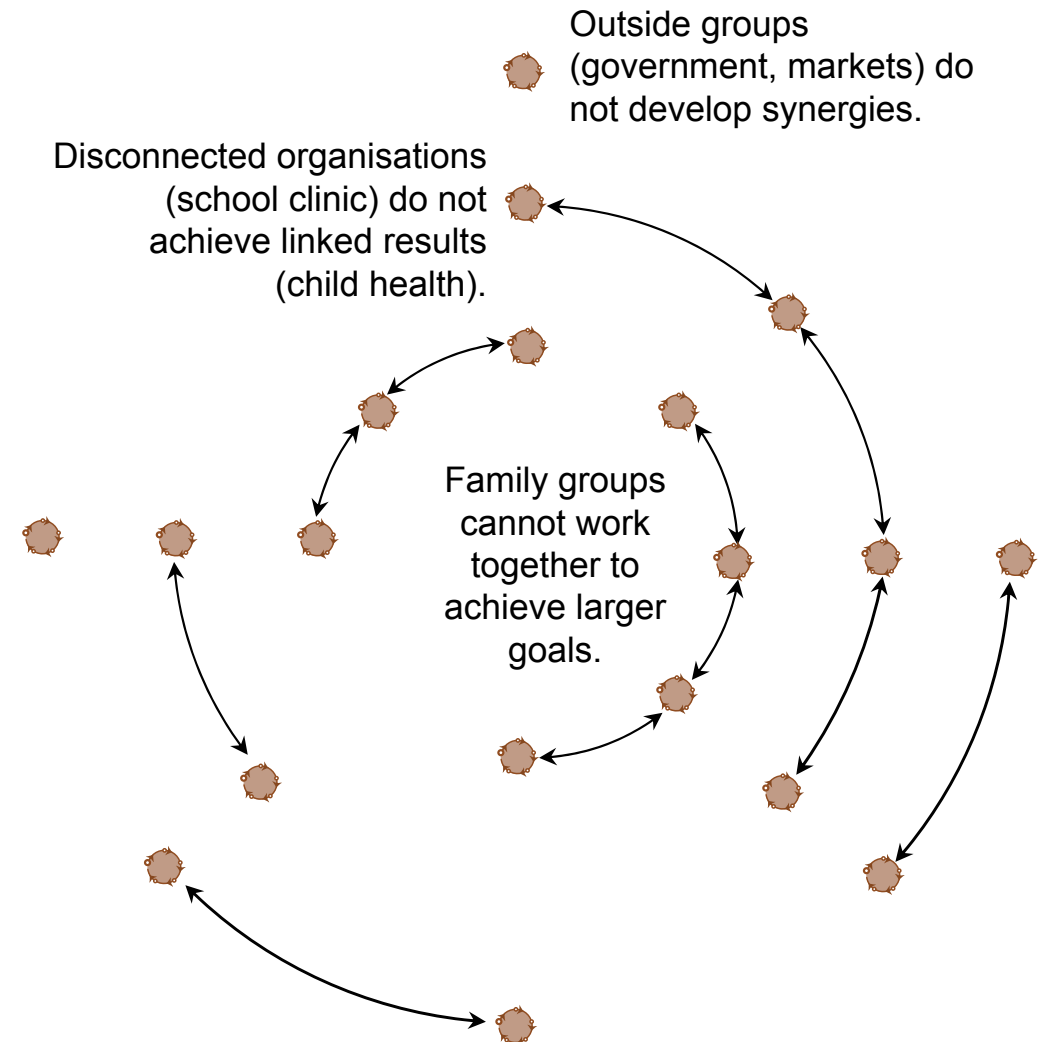 Outside groups
(government, markets) do
not develop synergies.
Disconnected organisations
(school clinic) do not
achieve linked results
(child health).
Family groups
cannot work
together to
achieve larger
goals.